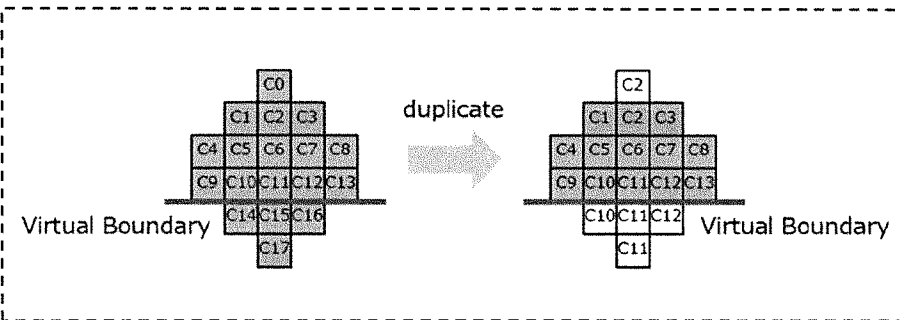 C0 C2
duplicate
C1 C2 C3 C1 C2 C3
C4 C5 C6 C7 C8 C4 C5 C6 C7 C8
C9 C10 C11 C12 C13 C9 C10 C11 C12 C13
Virtual Boundary C14 C15 C16 C10 C11 C12 Virtual Boundary
C17 C11